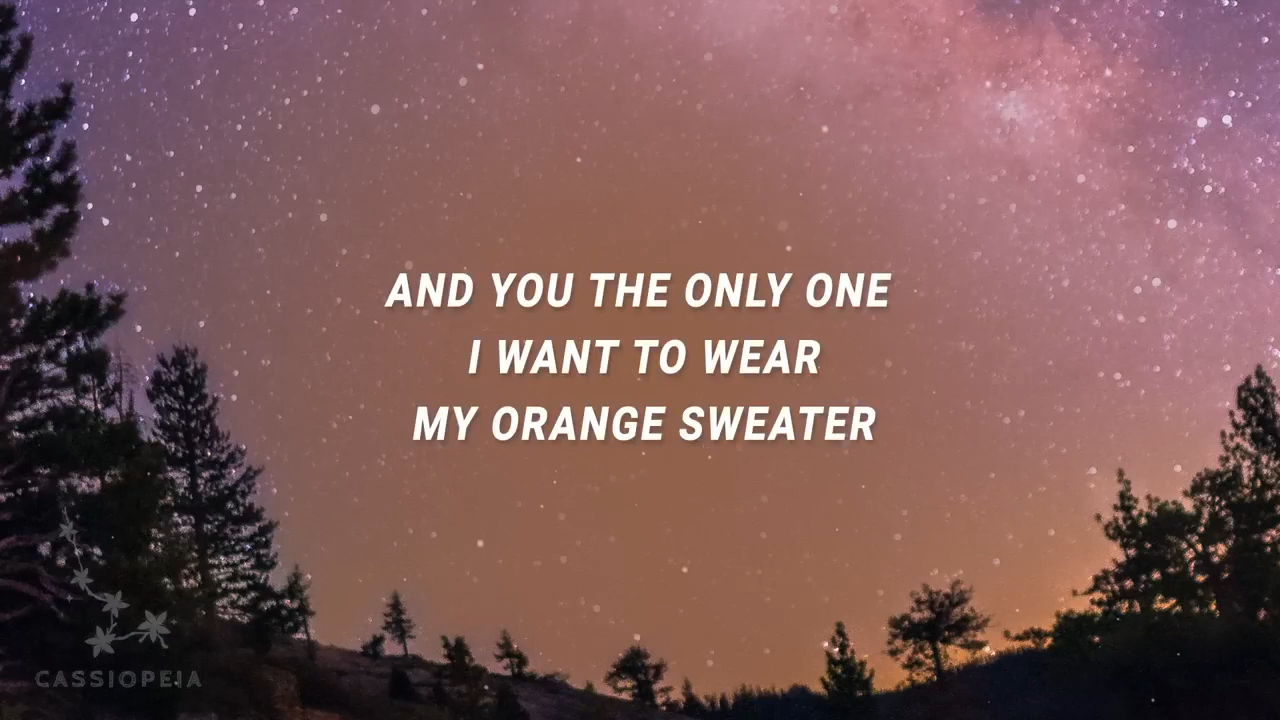 AND YOU THE ONLY ONE
I WANT TO WEAR
MY ORANGE SWEATER
CASSIOPEIA